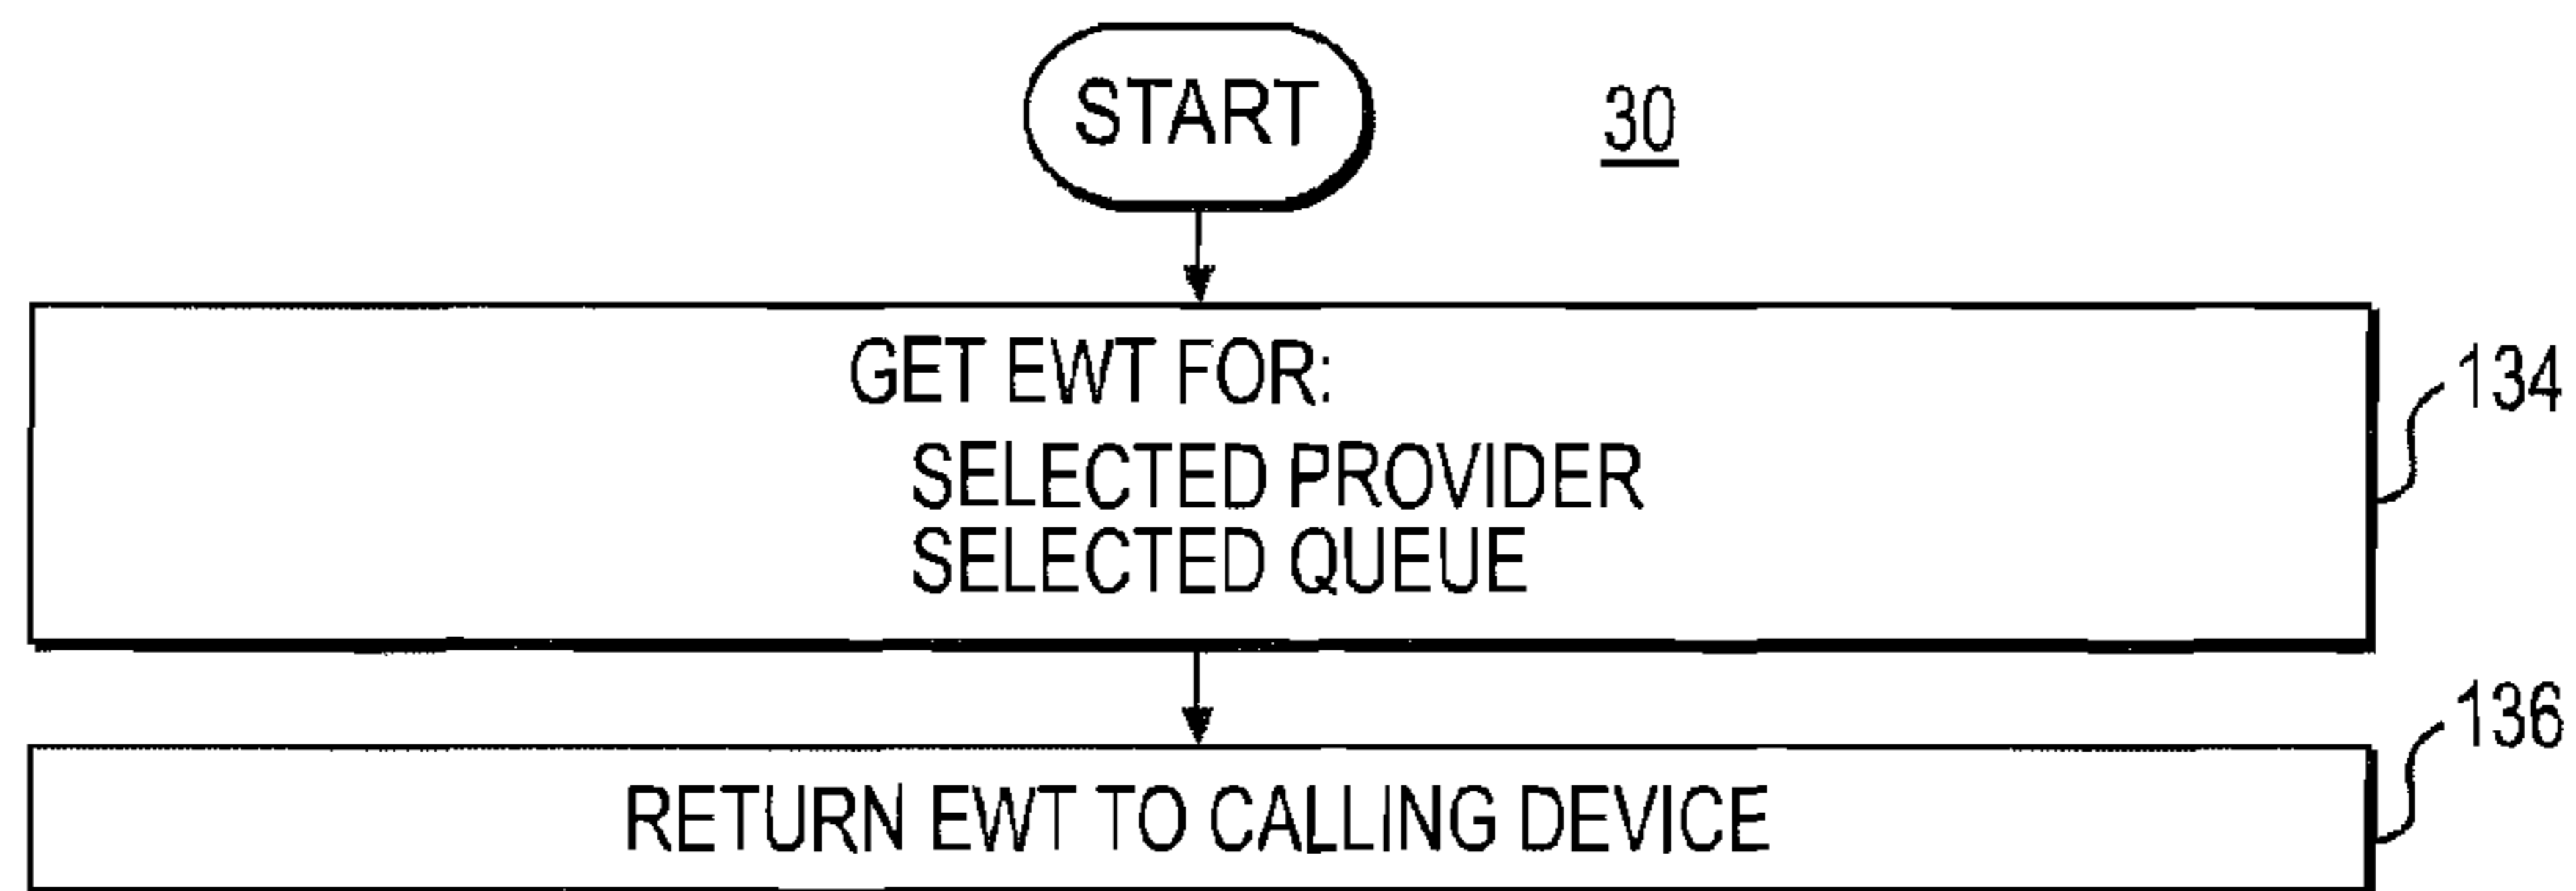 START
30
GET EWT FOR:
SELECTED PROVIDER
SELECTED QUEUE
134
RETURN EWT TO CALLING DEVICE
136